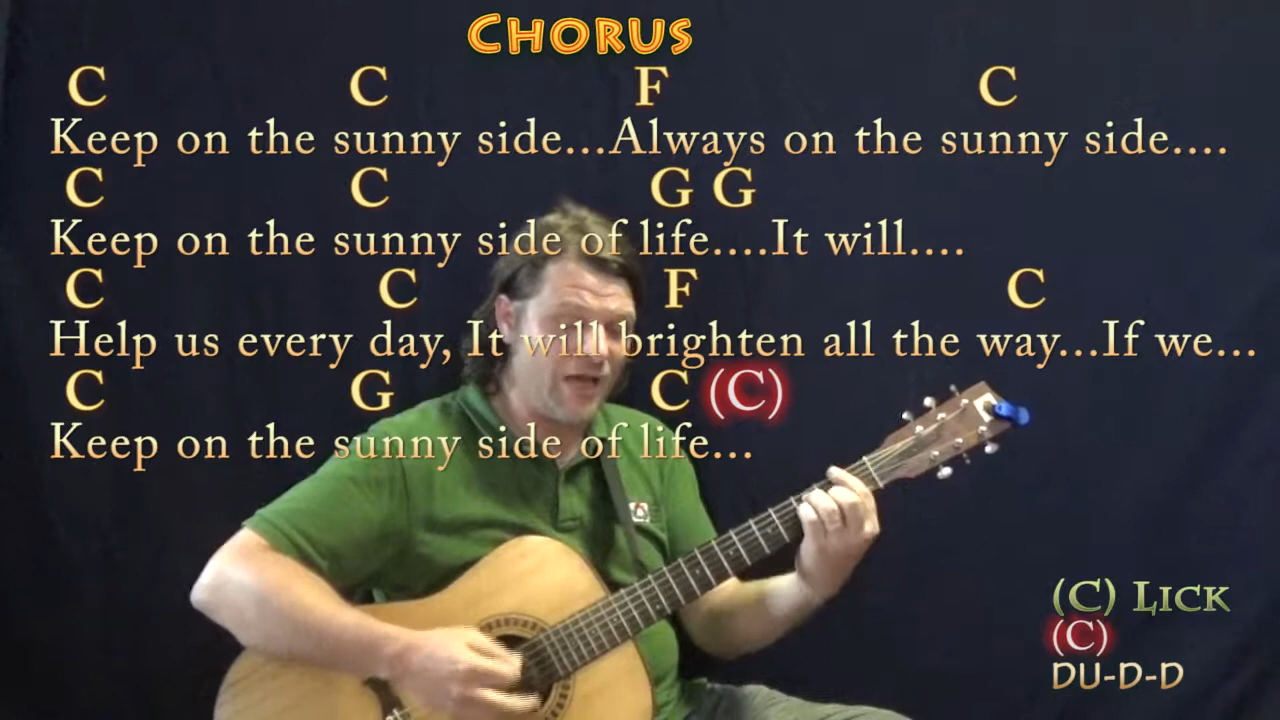 CHORUS
C C F C
Keep on the sunny side...Always on the sunny side....
C C G G
Keep on the sunny side of life....It will....
C C F C
Help us every day, It will brighten all the way...If we...
C G C (C)
Keep on the sunny side of life...
(C) LICK
(C)
DU-D-D